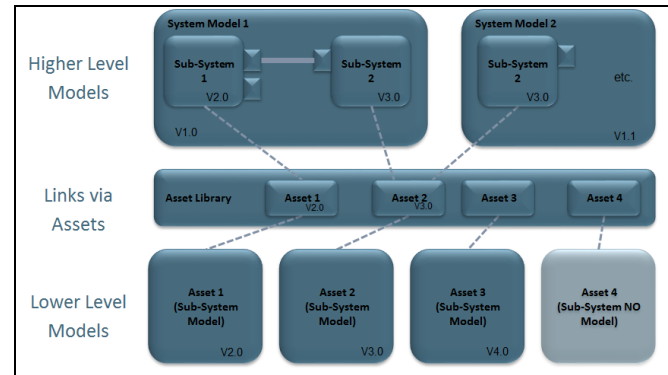 System Model 1
System Model 2
Higher Level
Models
Sub-System
1
V2.0
Sub-System
2
V3.0
Sub-System
2
V3.0
etc.
V1.0
V1.1
Links via
Assets
Asset Library
Asset 1
V2.0
Asset 2
V3.0
Asset 3
Asset 4
Lower Level
Models
Asset 1
(Sub-System
Model)
V2.0
Asset 2
(Sub-System
Model)
V3.0
Asset 3
(Sub-System
Model)
V4.0
Asset 4
(Sub-System NO
Model)